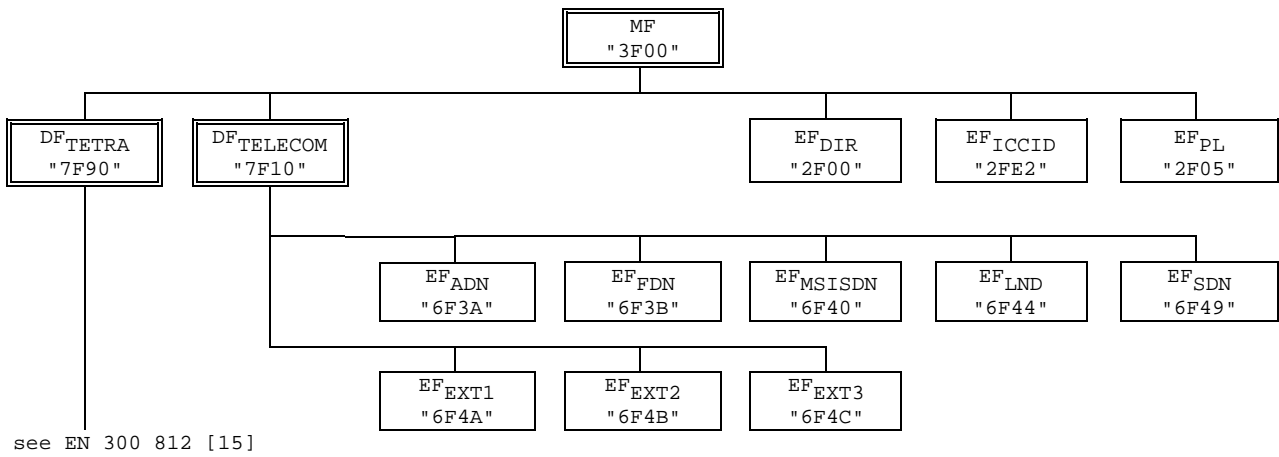 MF
"3F00"
DFTETRA
"7F90"
DFTELECOM
"7F10"
EFDIR
"2F00"
EFICCID
"2FE2"
EFPL
"2F05"
EFADN
"6F3A"
EFFDN
"6F3B"
EFMSISDN
"6F40"
EFLND
"6F44"
EFSDN
"6F49"
EFEXT1
"6F4A"
EFEXT2
"6F4B"
EFEXT3
"6F4C"
see EN 300 812 [15]